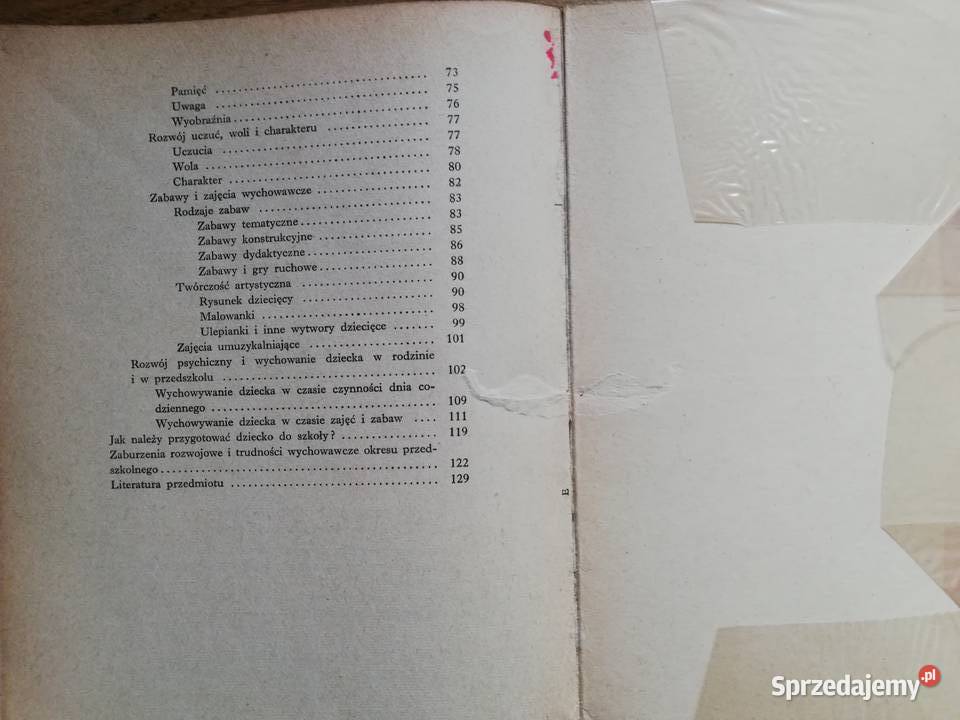 Pamięć ........................................ 73
Uwaga ........................................ 75
Wyobraźnia ................................... 76
Rozwój uczuć, woli i charakteru ................ 77
Uczucia ....................................... 77
Wola .......................................... 78
Charakter ..................................... 80
Zabawy i zajęcia wychowawcze .................. 82
Rodzaje zabaw ................................. 83
Zabawy tematyczne ............................. 83
Zabawy konstrukcyjne .......................... 85
Zabawy dydaktyczne ............................ 86
Zabawy i gry ruchowe .......................... 88
Twórczość artystyczna ......................... 90
Rysunek dziecięcy ............................. 90
Malowanki ..................................... 98
Ulepianki i inne wytwory dziecięce ....... 99
Zajęcia umuzykalniające ....................... 101
Rozwój psychiczny i wychowanie dziecka w rodzinie
i w przedszkolu ............................... 102
Wychowywanie dziecka w czasie czynności dnia co-
dziennego ..................................... 109
Wychowywanie dziecka w czasie zajęć i zabaw .... 111
Jak należy przygotować dziecko do szkoły? ................ 119
Zaburzenia rozwojowe i trudności wychowawcze okresu przed-
szkolnego ..................................... 122
Literatura przedmiotu ......................... 129
E
Sprzedajemy.pl